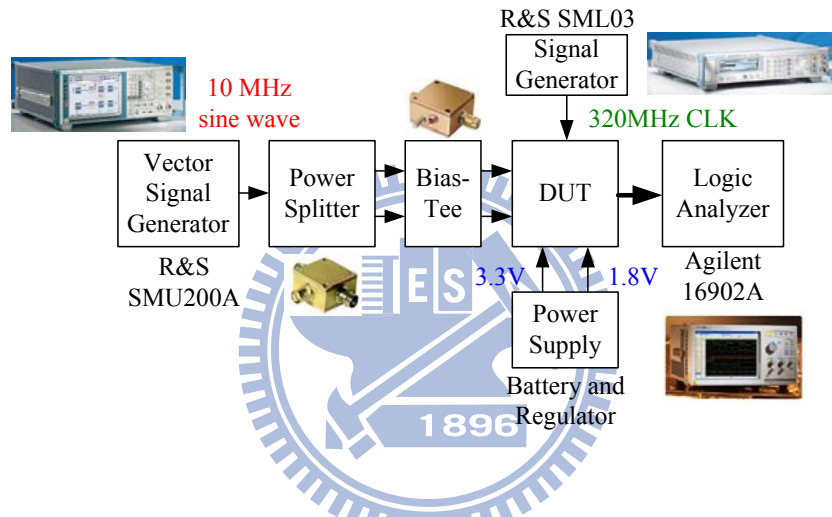 R&S SML03
Signal
Generator
10 MHz
sine wave
320MHz CLK
Vector
Signal
Generator
Power
Splitter
Bias-
Tee
DUT
Logic
Analyzer
R&S
SMU200A
3.3V
1.8V
Agilent
16902A
Power
Supply
Battery and
Regulator
ES
1896